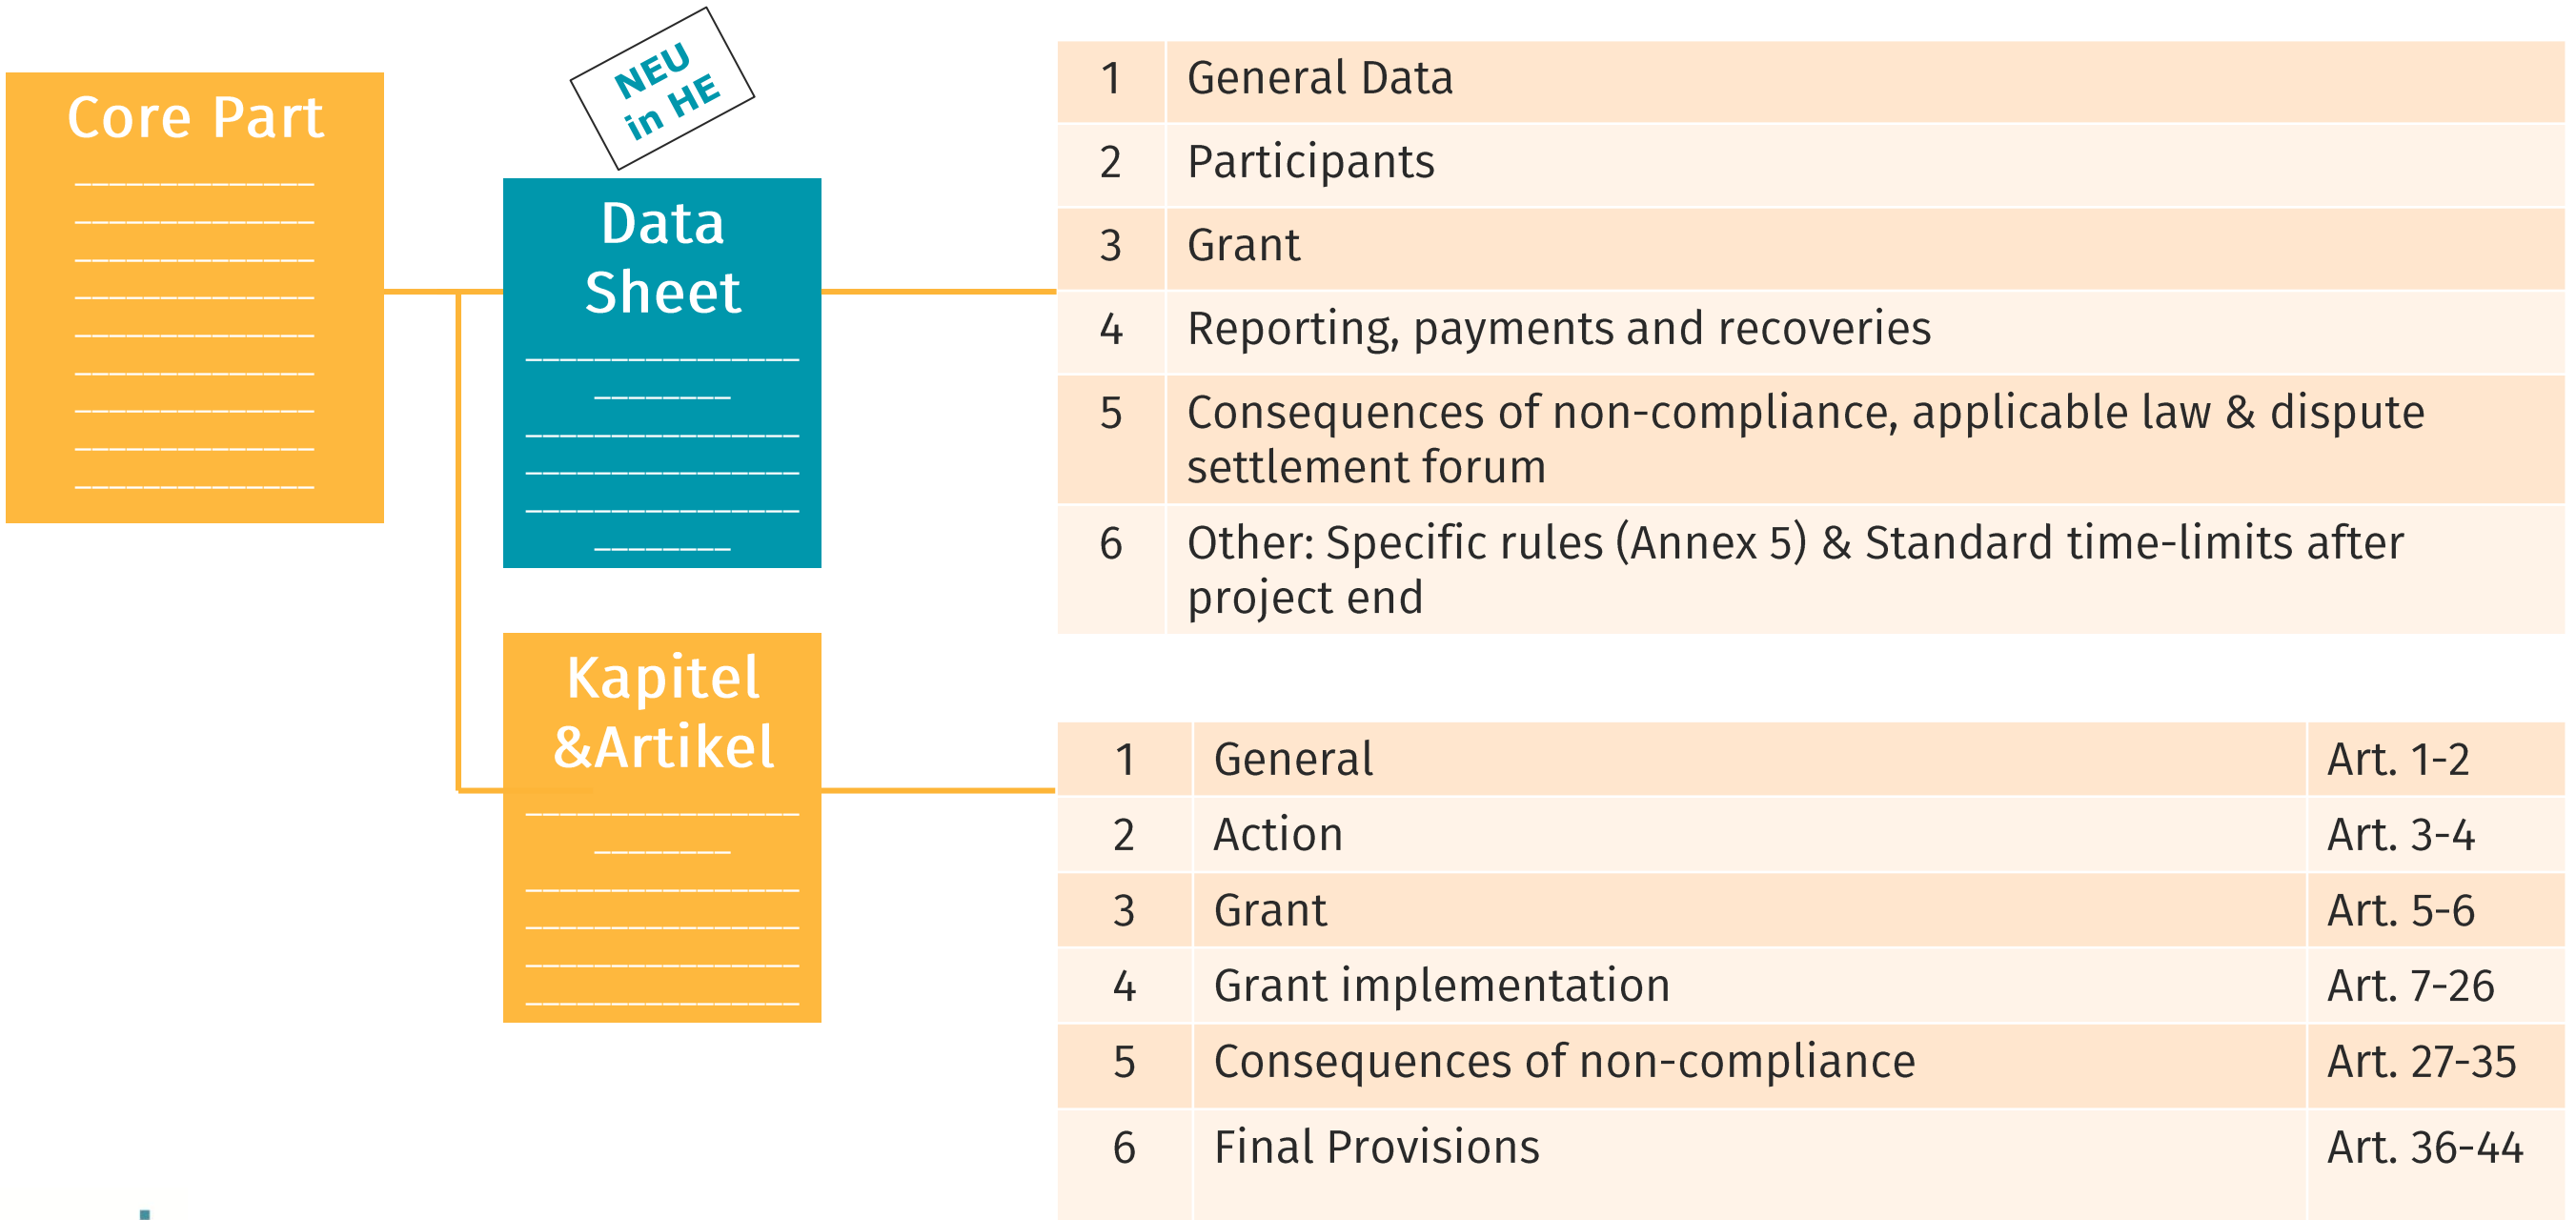 Core Part
NEU
in HE
Data
Sheet
1 General Data
2 Participants
3 Grant
4 Reporting, payments and recoveries
5 Consequences of non-compliance, applicable law & dispute
settlement forum
6 Other: Specific rules (Annex 5) & Standard time-limits after
project end
Kapitel
&Artikel
1 General Art. 1-2
2 Action Art. 3-4
3 Grant Art. 5-6
4 Grant implementation Art. 7-26
5 Consequences of non-compliance Art. 27-35
6 Final Provisions Art. 36-44